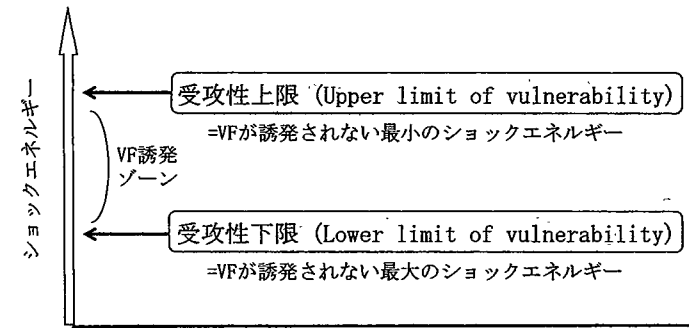 受攻性上限 (Upper limit of vulnerability)
=VFが誘発されない最小のショックエネルギー
ショックエネルギー
VF誘発
ゾーン
受攻性下限 (Lower limit of vulnerability)
=VFが誘発されない最大のショックエネルギー